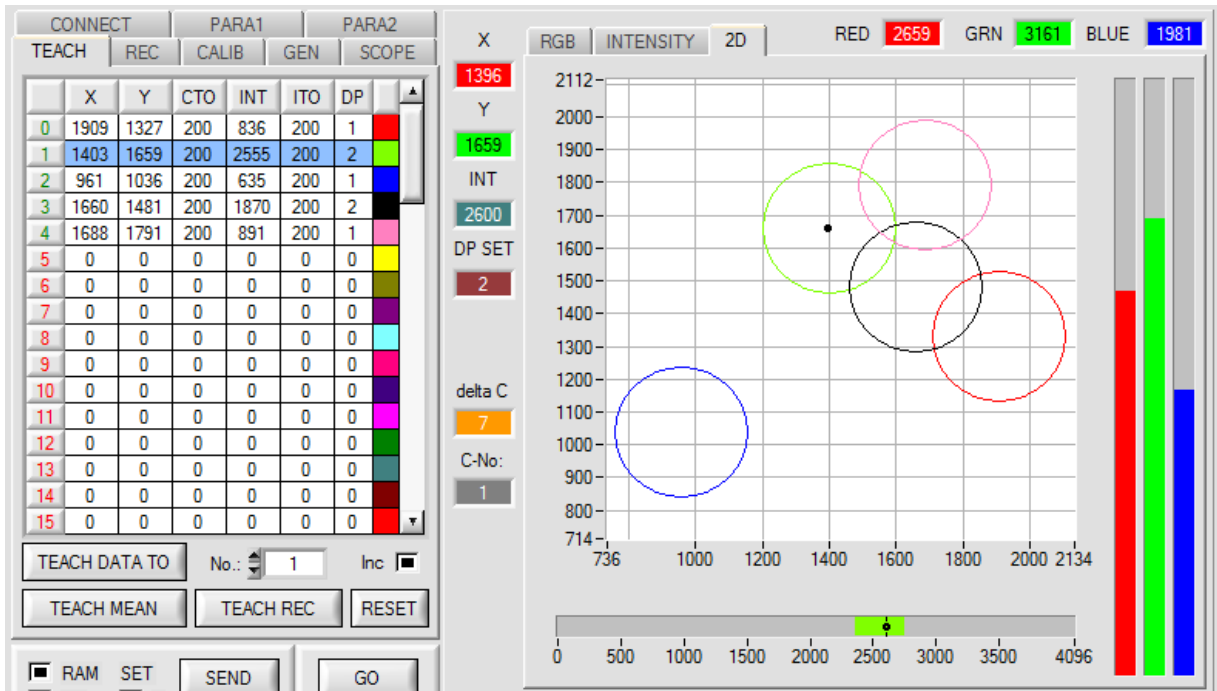 CONNECT PARA1 PARA2
TEACH REC CALIB GEN SCOPE
X Y CTO INT ITO DP
0 1909 1327 200 836 200 1
1 1403 1659 200 2555 200 2
2 961 1036 200 635 200 1
3 1660 1481 200 1870 200 2
4 1688 1791 200 891 200 1
5 0 0 0 0 0 0
6 0 0 0 0 0 0
7 0 0 0 0 0 0
8 0 0 0 0 0 0
9 0 0 0 0 0 0
10 0 0 0 0 0 0
11 0 0 0 0 0 0
12 0 0 0 0 0 0
13 0 0 0 0 0 0
14 0 0 0 0 0 0
15 0 0 0 0 0 0
TEACH DATA TO No.: 1 Inc
TEACH MEAN TEACH REC RESET
RAM SET SEND GO
X
1396
Y
1659
INT
2600
DP SET
2
delta C
7
C-No:
1
RGB INTENSITY 2D RED 2659 GRN 3161 BLUE 1981
2112
2000
1900
1800
1700
1600
1500
1400
1300
1200
1100
1000
900
800
714
736 1000 1200 1400 1600 1800 2000 2134
0 500 1000 1500 2000 2500 3000 3500 4096